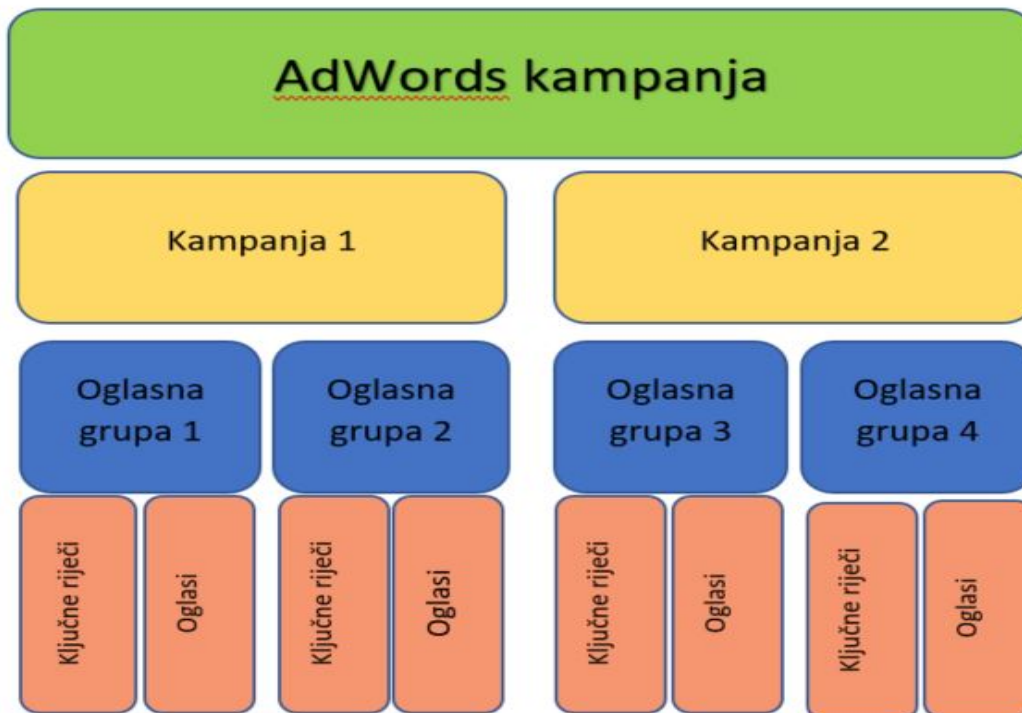 AdWords kampanja
Kampanja 1
Kampanja 2
Oglasna
grupa 1
Oglasna
grupa 2
Oglasna
grupa 3
Oglasna
grupa 4
Ključne riječi
Oglasi
Ključne riječi
Oglasi
Ključne riječi
Oglasi
Ključne riječi
Oglasi